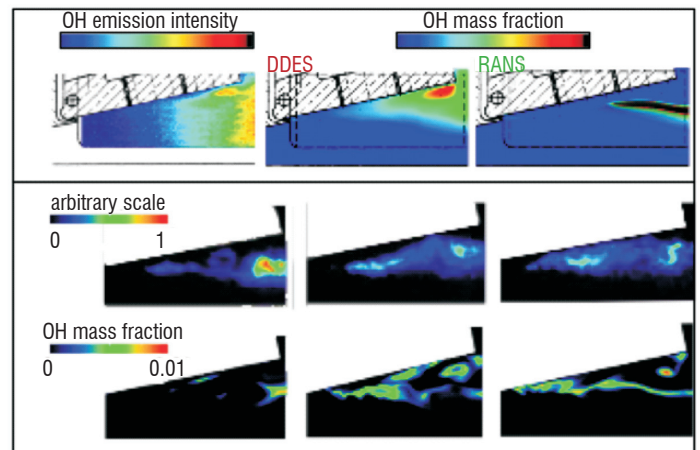 OH emission intensity
OH mass fraction
DDES
RANS
arbitrary scale
0 1
OH mass fraction
0 0.01